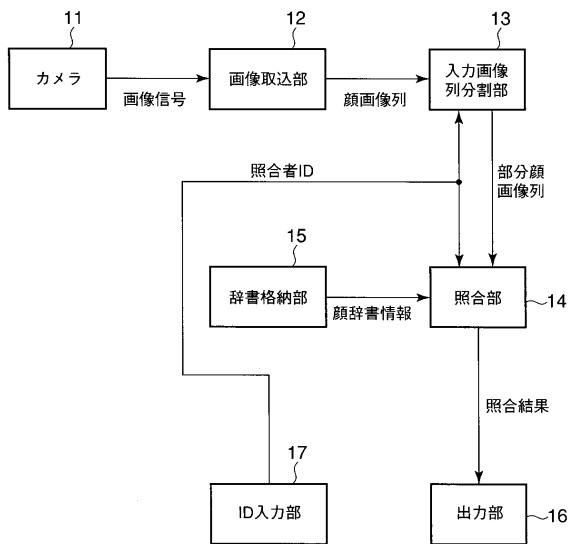 11
12
13
カメラ
画像信号
画像取込部
顔画像列
入力画像
列分割部
照合者ID
部分顔
画像列
15
辞書格納部
顔辞書情報
照合部
14
照合結果
17
ID入力部
出力部
16